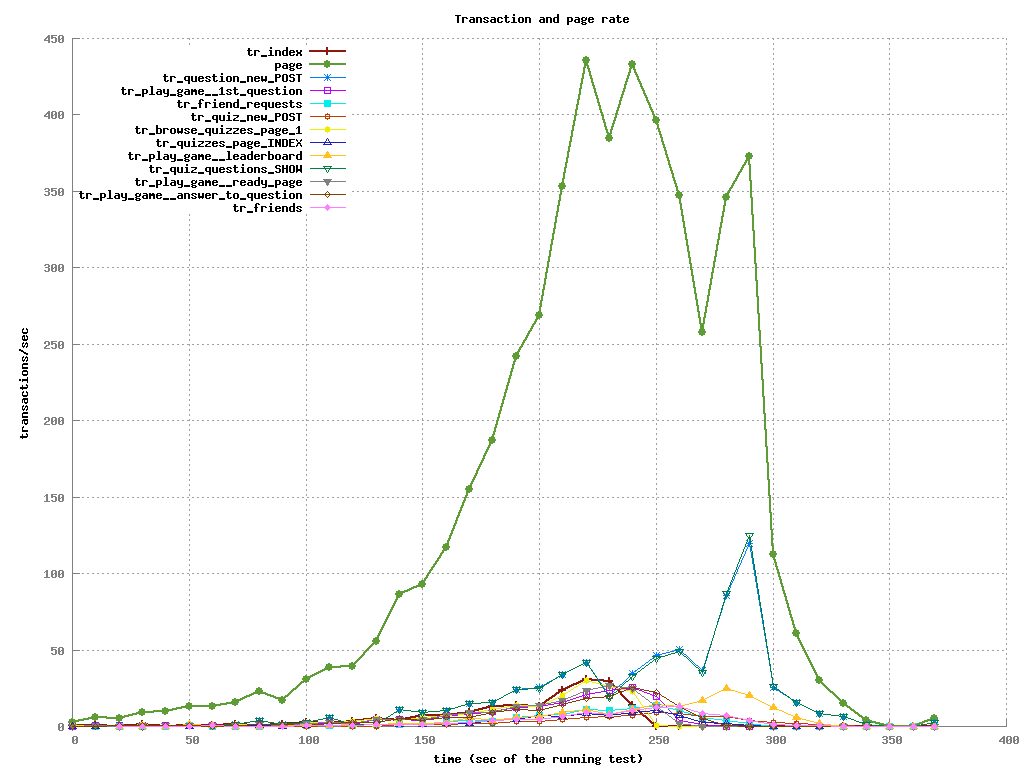 Transaction and page rate
450
400
350
300
250
200
150
100
50
0
transactions/sec
tr_index
page
tr_question_new_POST
tr_play_game__1st_question
tr_friend_requests
tr_quiz_new_POST
tr_browse_quizzes_page_1
tr_quizzes_page_INDEX
tr_play_game__leaderboard
tr_quiz_questions_SHOW
tr_play_game__ready_page
tr_play_game__answer_to_question
tr_friends
0 50 100 150 200 250 300 350 400
time (sec of the running test)